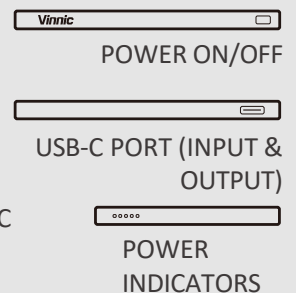 Vinnic
POWER ON/OFF
USB-C PORT (INPUT &
OUTPUT)
C
POWER
INDICATORS